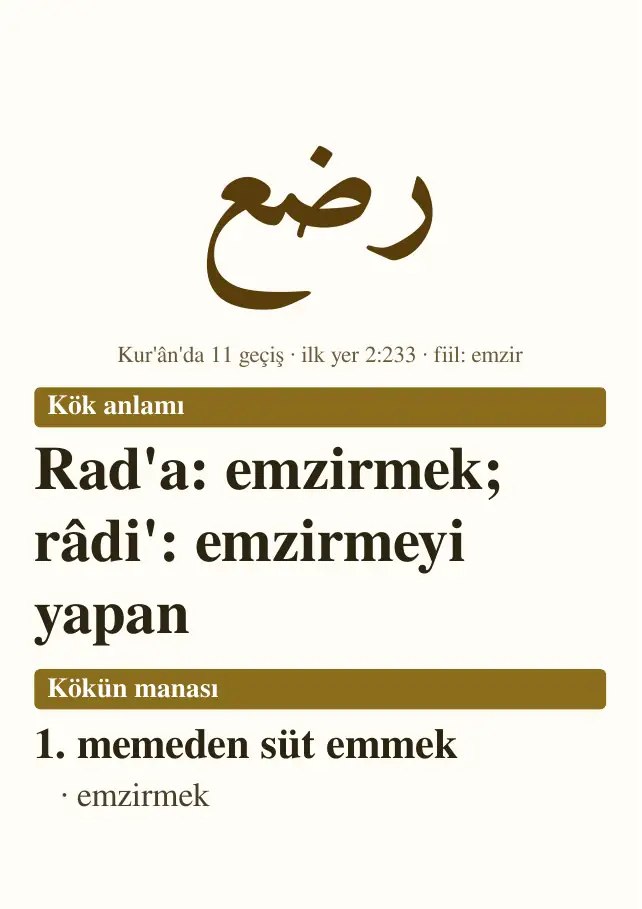 رضع
Kur'ân'da 11 geçiş · ilk yer 2:233 · fiil: emzir
Kök anlamı
Rad'a: emzirmek;
râdi': emzirmeyi
yapan
Kökün manası
1. memeden süt emmek
· emzirmek